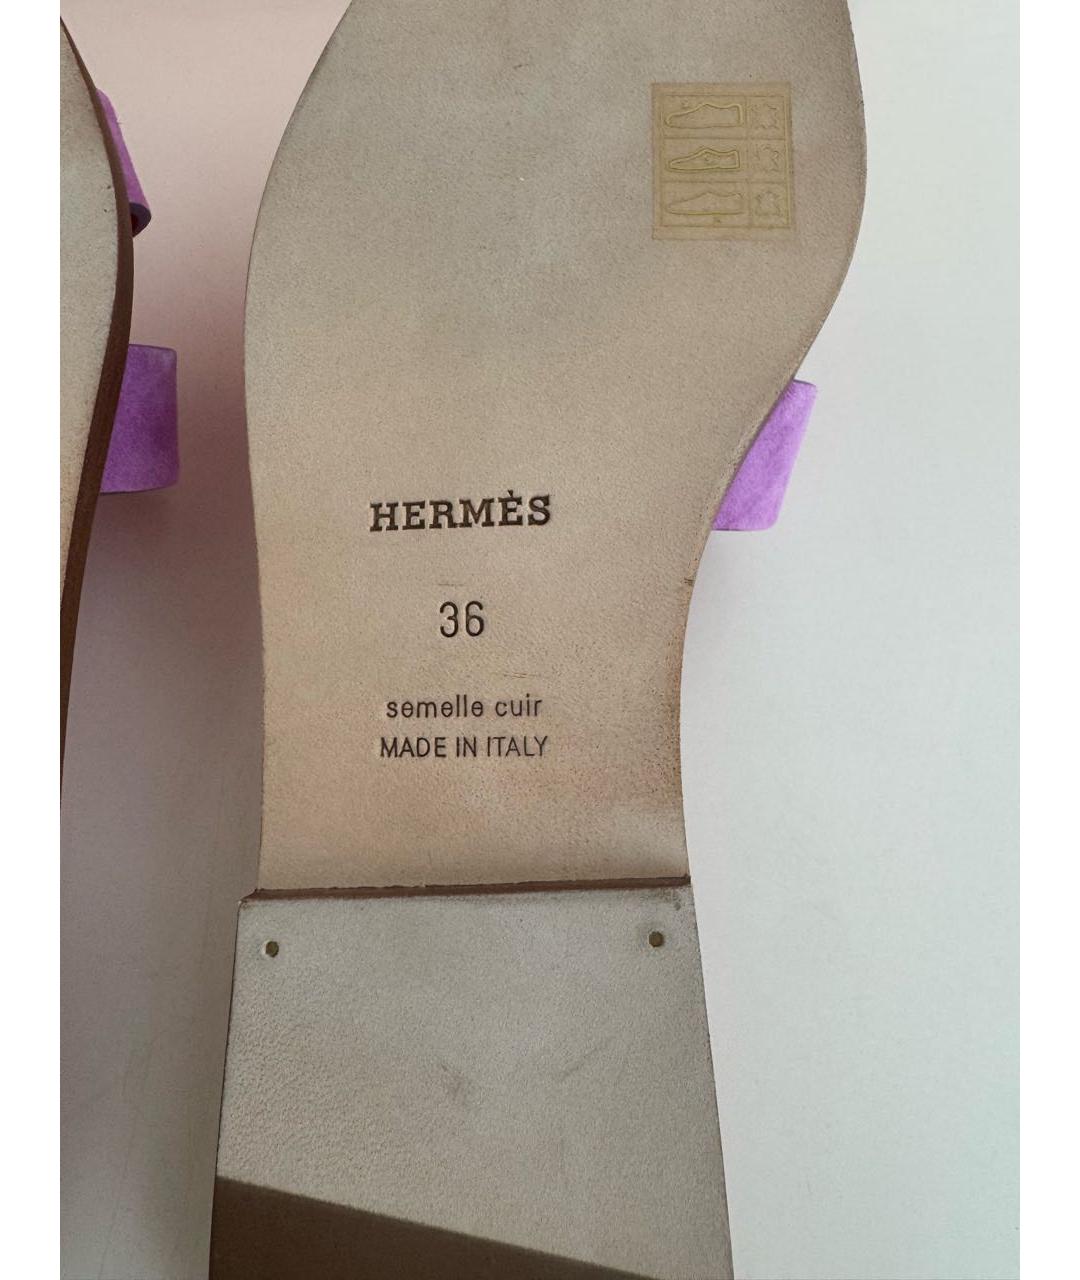 HERMÈS
36
semelle cuir
MADE IN ITALY